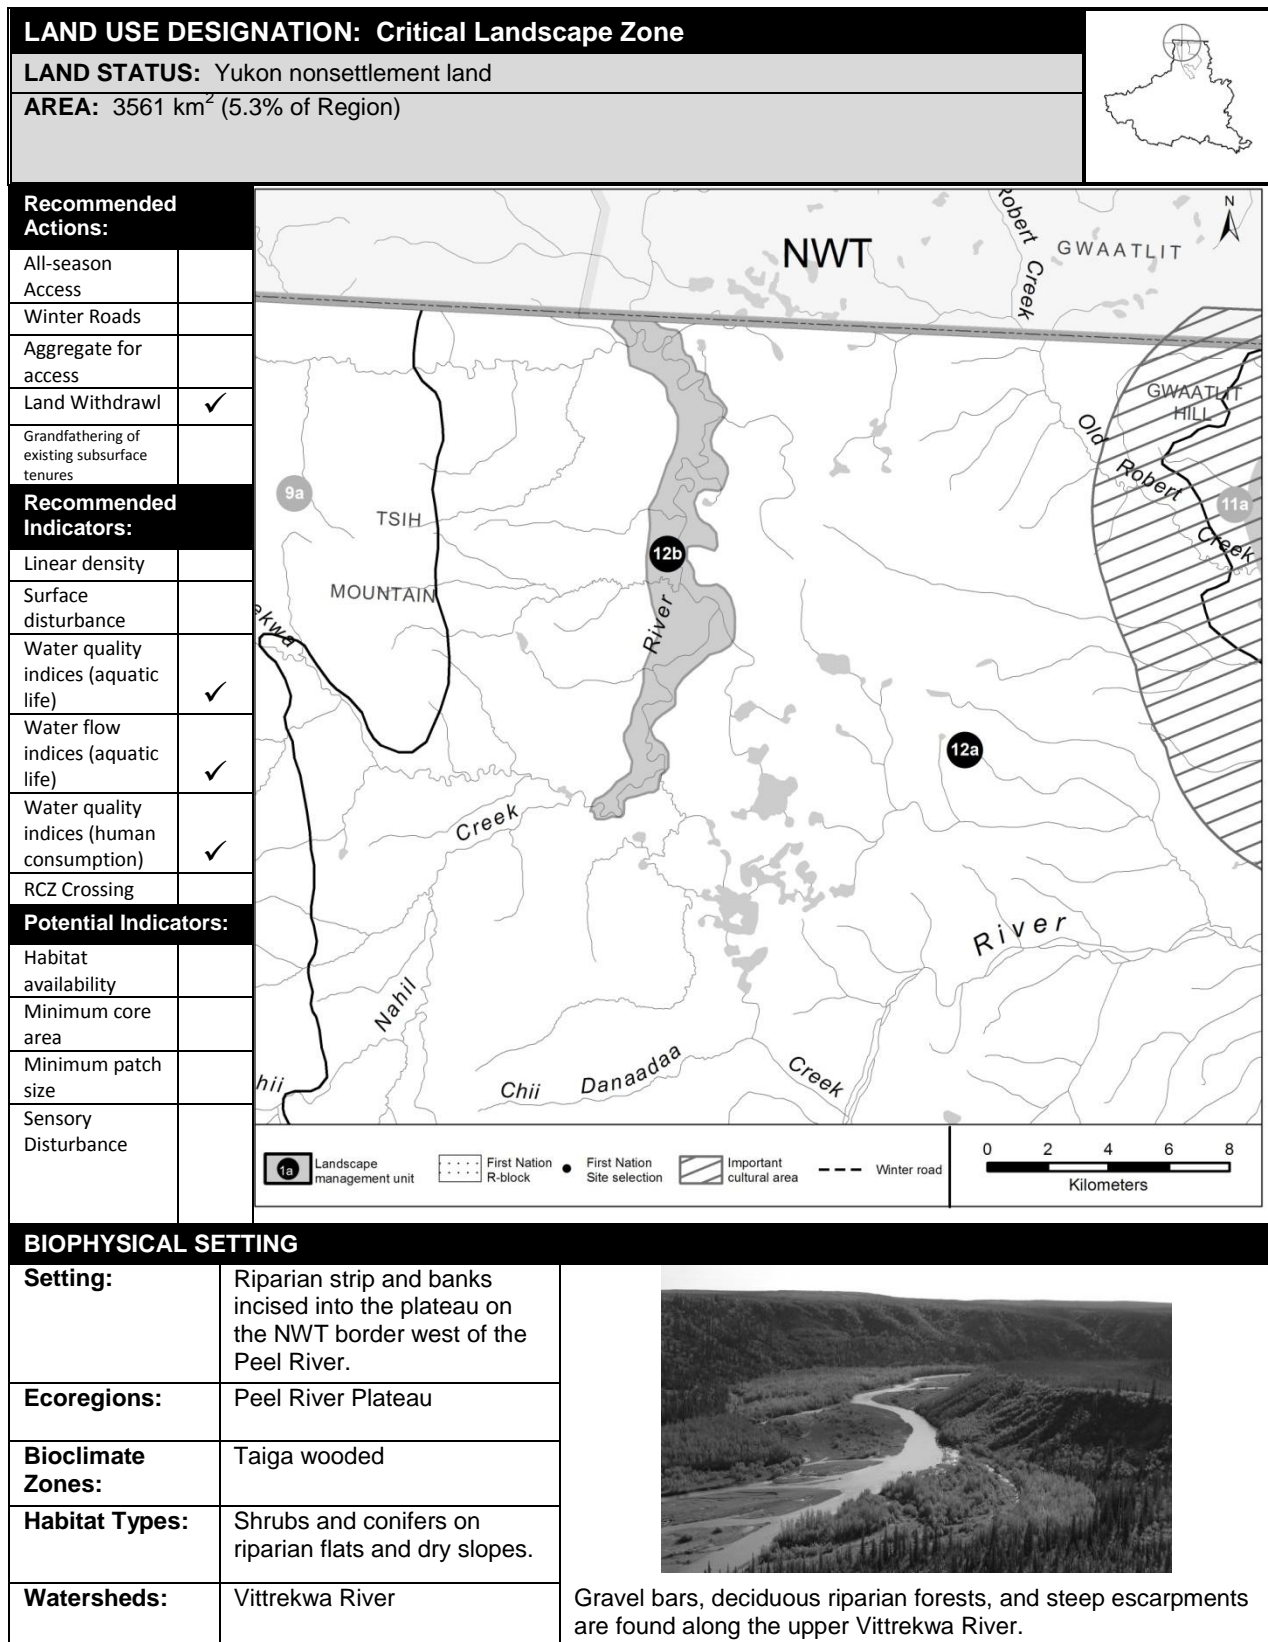 LAND USE DESIGNATION: Critical Landscape Zone
LAND STATUS: Yukon nonsettlement land
AREA: 3561 km2 (5.3% of Region)
Recommended
Actions:
All-season
Access
Winter Roads
Aggregate for
access
Land Withdrawl ✓
Grandfathering of
existing subsurface
tenures
Recommended
Indicators:
Linear density
Surface
disturbance
Water quality
indices (aquatic
life) ✓
Water flow
indices (aquatic
life) ✓
Water quality
indices (human
consumption) ✓
RCZ Crossing
Potential Indicators:
Habitat
availability
Minimum core
area
Minimum patch
size
Sensory
Disturbance
NWT
Robert Creek
GWAATLIT
N
GWAATLIT
HILL
Old Robert Creek
11a
9a
TSIH
MOUNTAIN
ekwa
12b
River
12a
Creek
River
Nahil
hii
Chii Danaadaa Creek
1a
Landscape
management unit
First Nation
R-block
First Nation
Site selection
Important
cultural area
Winter road
0 2 4 6 8
Kilometers
BIOPHYSICAL SETTING
Setting: Riparian strip and banks
incised into the plateau on
the NWT border west of the
Peel River.
Ecoregions: Peel River Plateau
Bioclimate
Zones: Taiga wooded
Habitat Types: Shrubs and conifers on
riparian flats and dry slopes.
Watersheds: Vittrekwa River
Gravel bars, deciduous riparian forests, and steep escarpments
are found along the upper Vittrekwa River.